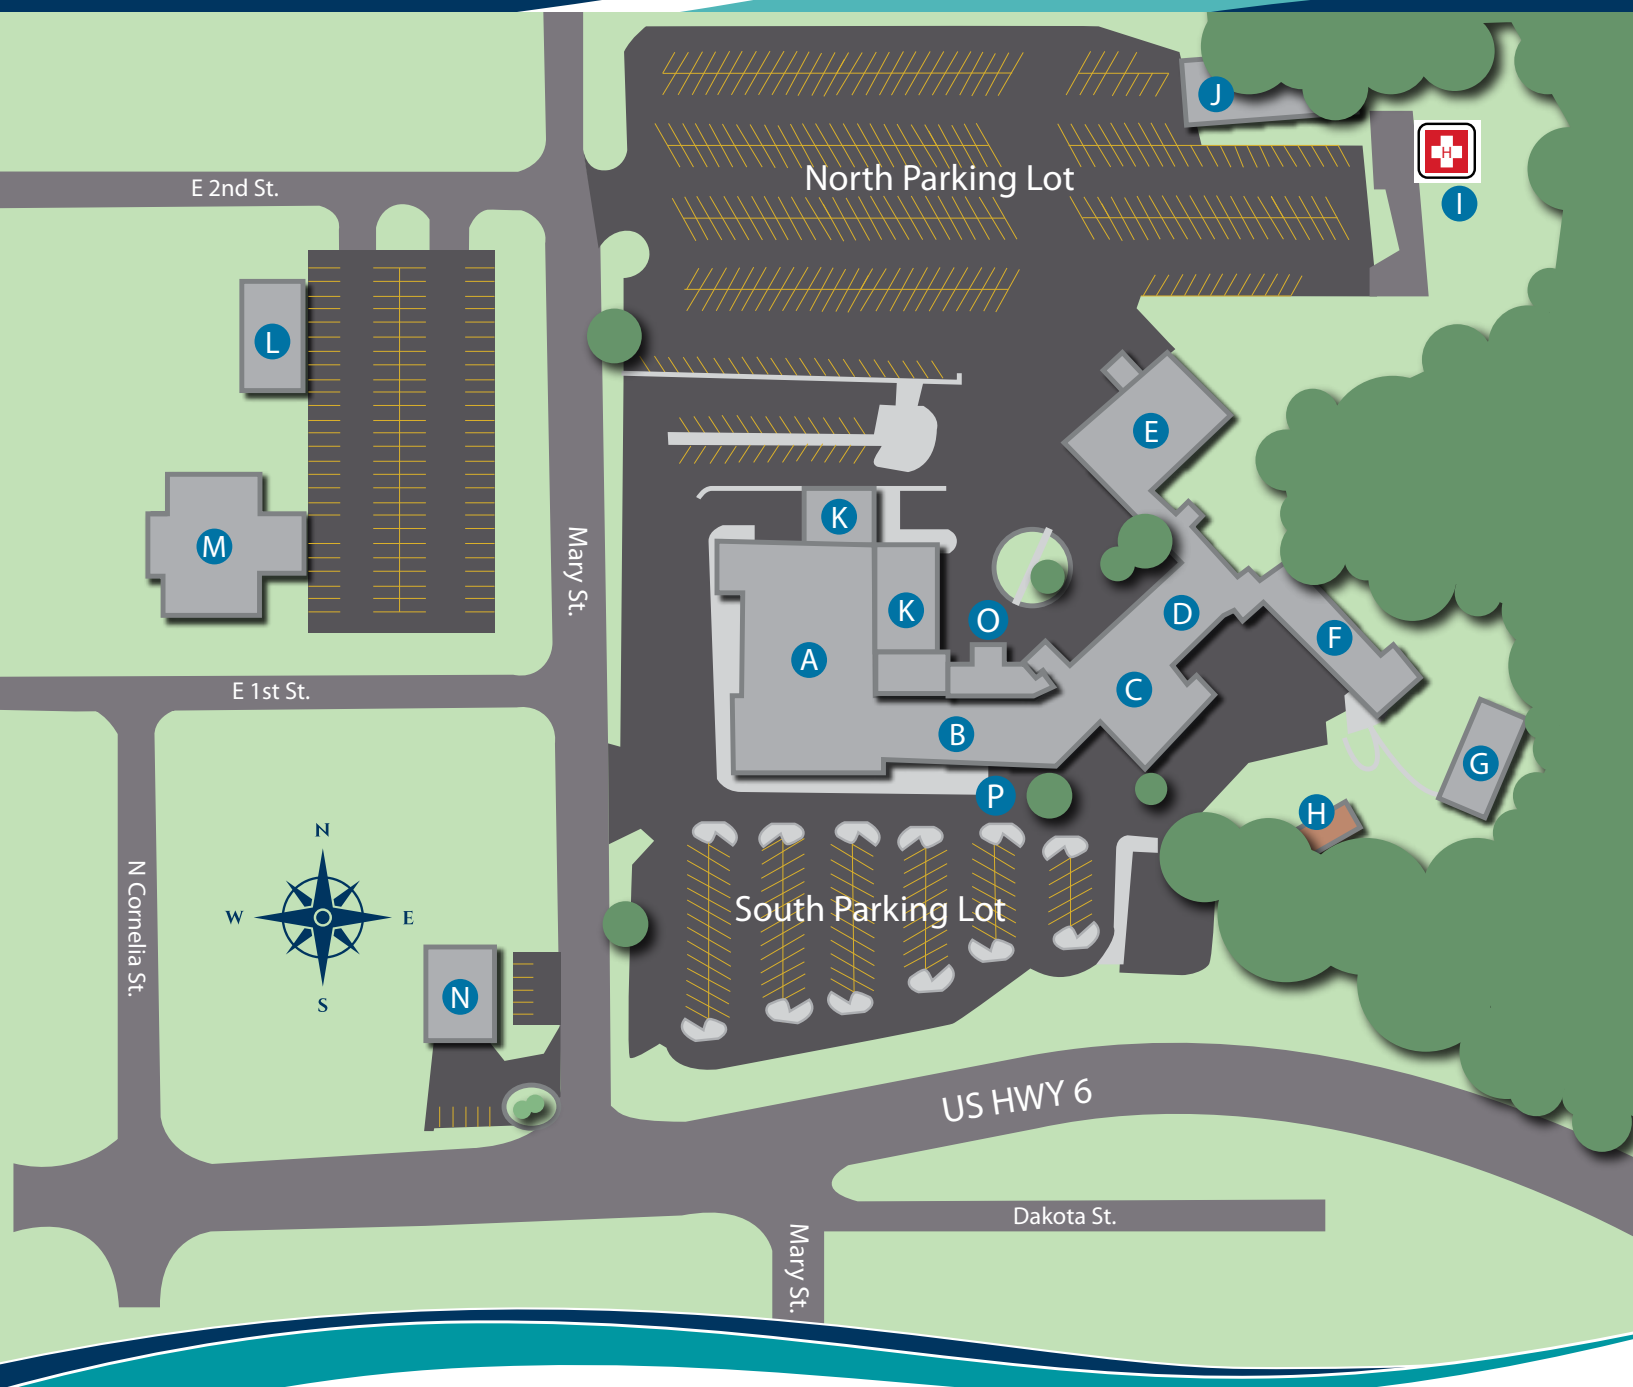 J
H
I
North Parking Lot
E 2nd St.
L
E
K
M
Mary St.
K
O
D
F
A
C
E 1st St.
B
G
P
H
N
W
E
S
N Cornelia St.
South Parking Lot
N
US HWY 6
Dakota St.
Mary St.